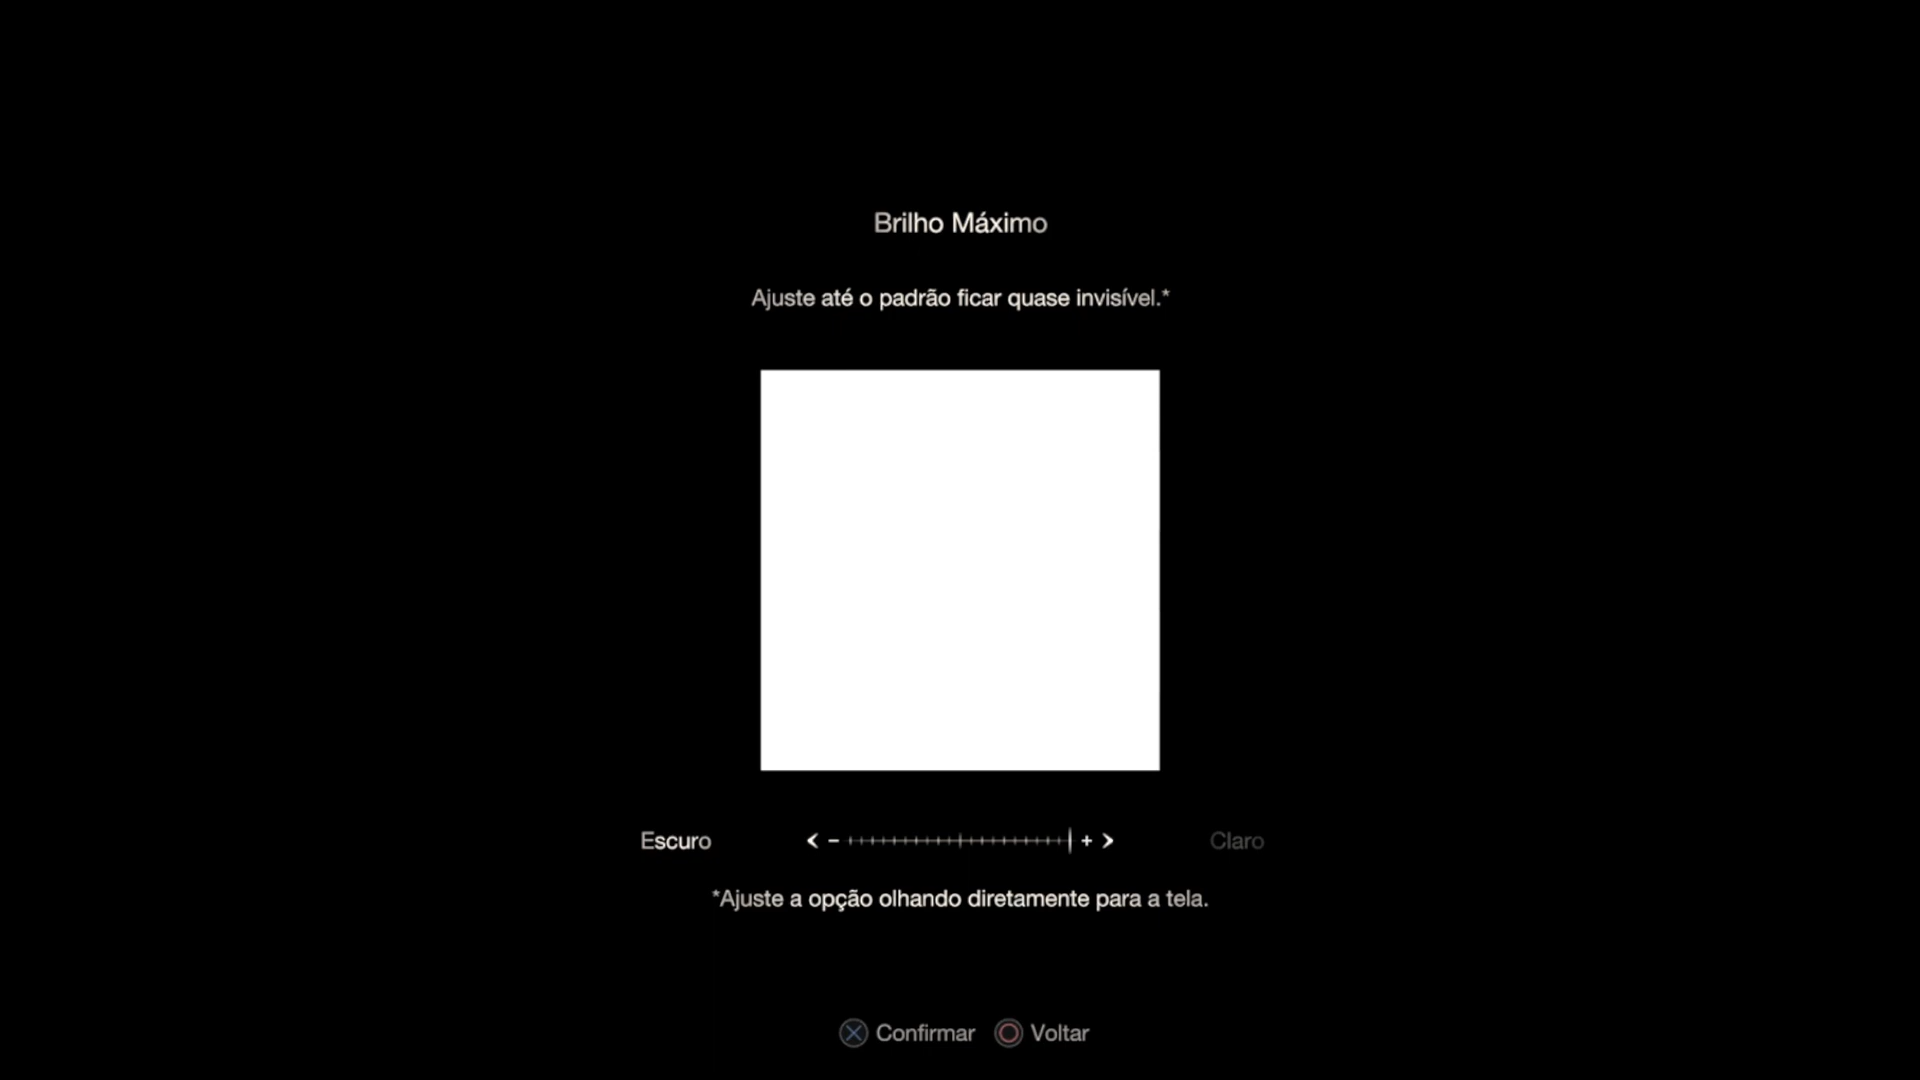 Brilho Máximo
Ajuste até o padrão ficar quase invisível.*
Escuro < - + > Claro
*Ajuste a opção olhando diretamente para a tela.
Confirmar Voltar